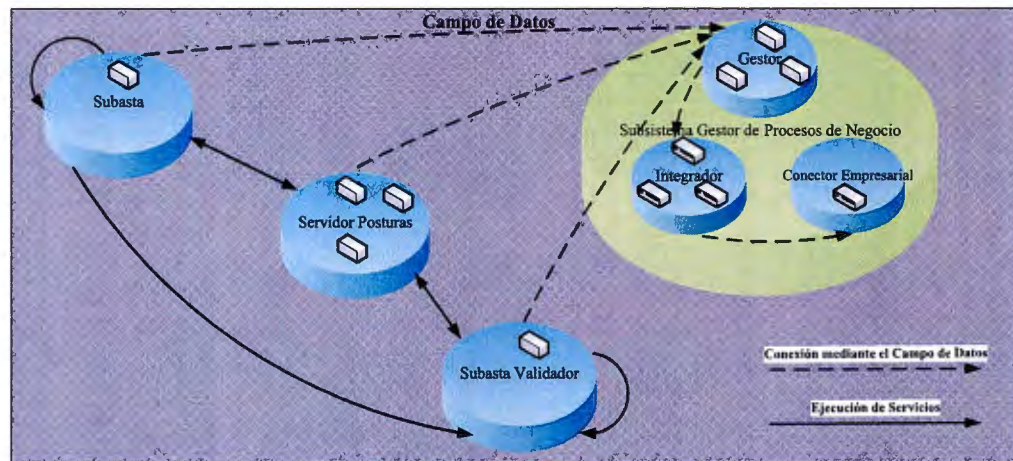 Campo de Datos
Subasta
Gestor
Subsistema Gestor de Procesos de Negocio
Integrador
Conector Empresarial
Servidor Posturas
Subasta Validador
Conexión mediante el Campo de Datos
Ejecución de Servicios